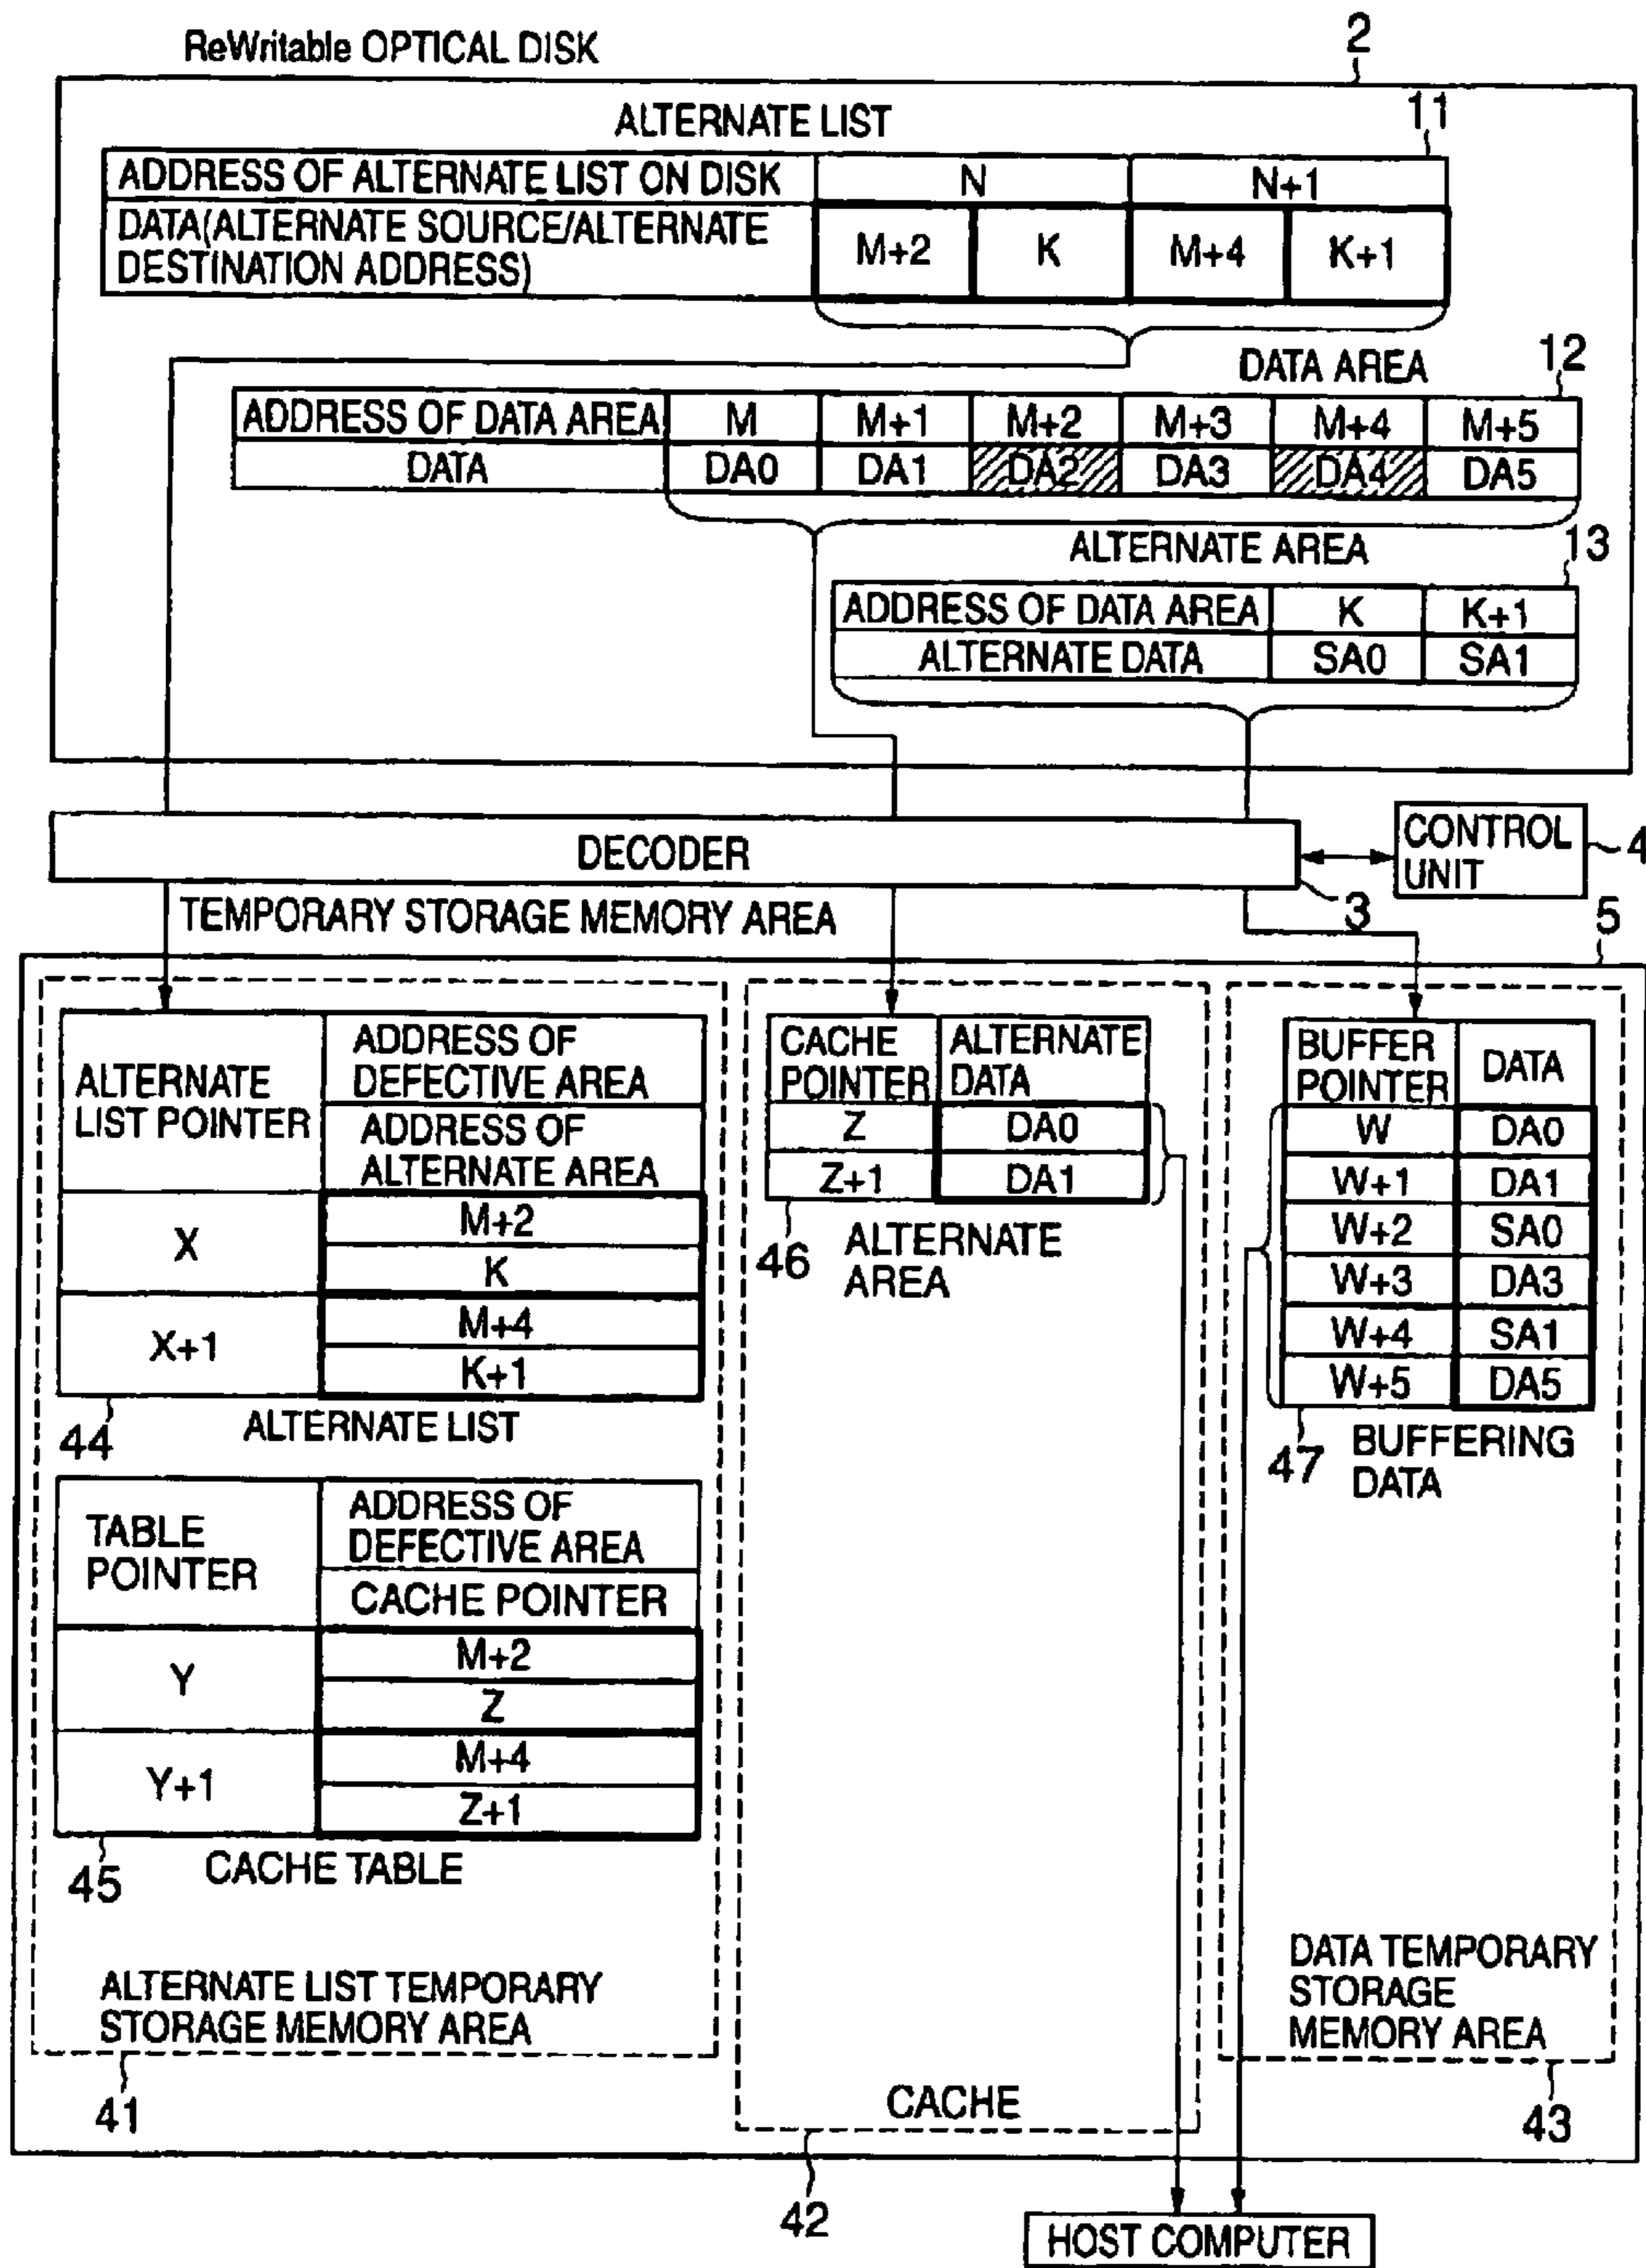 ReWritable OPTICAL DISK
2
ALTERNATE LIST
11
ADDRESS OF ALTERNATE LIST ON DISK N N+1
DATA(ALTERNATE SOURCE/ALTERNATE
DESTINATION ADDRESS)
M+2 K M+4 K+1
DATA AREA
12
ADDRESS OF DATA AREA M M+1 M+2 M+3 M+4 M+5
DATA DA0 DA1 DA2 DA3 DA4 DA5
ALTERNATE AREA
13
ADDRESS OF DATA AREA K K+1
ALTERNATE DATA SA0 SA1
DECODER
3
CONTROL
UNIT
4
TEMPORARY STORAGE MEMORY AREA
5
ALTERNATE
LIST POINTER
ADDRESS OF
DEFECTIVE AREA
ADDRESS OF
ALTERNATE AREA
X
M+2
K
X+1
M+4
K+1
44
ALTERNATE LIST
TABLE
POINTER
ADDRESS OF
DEFECTIVE AREA
CACHE POINTER
Y
M+2
Z
Y+1
M+4
Z+1
45
CACHE TABLE
ALTERNATE LIST TEMPORARY
STORAGE MEMORY AREA
41
CACHE
POINTER
ALTERNATE
DATA
Z DA0
Z+1 DA1
46
ALTERNATE
AREA
CACHE
42
BUFFER
POINTER
DATA
W DA0
W+1 DA1
W+2 SA0
W+3 DA3
W+4 SA1
W+5 DA5
47
BUFFERING
DATA
DATA TEMPORARY
STORAGE
MEMORY AREA
43
HOST COMPUTER